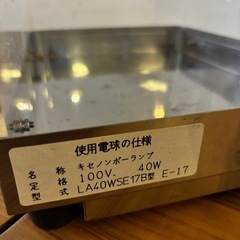 使用電球の仕様
名称 キセノンボーランプ
定格 100V, 40W
型式 LA40WSE17B型 E-17